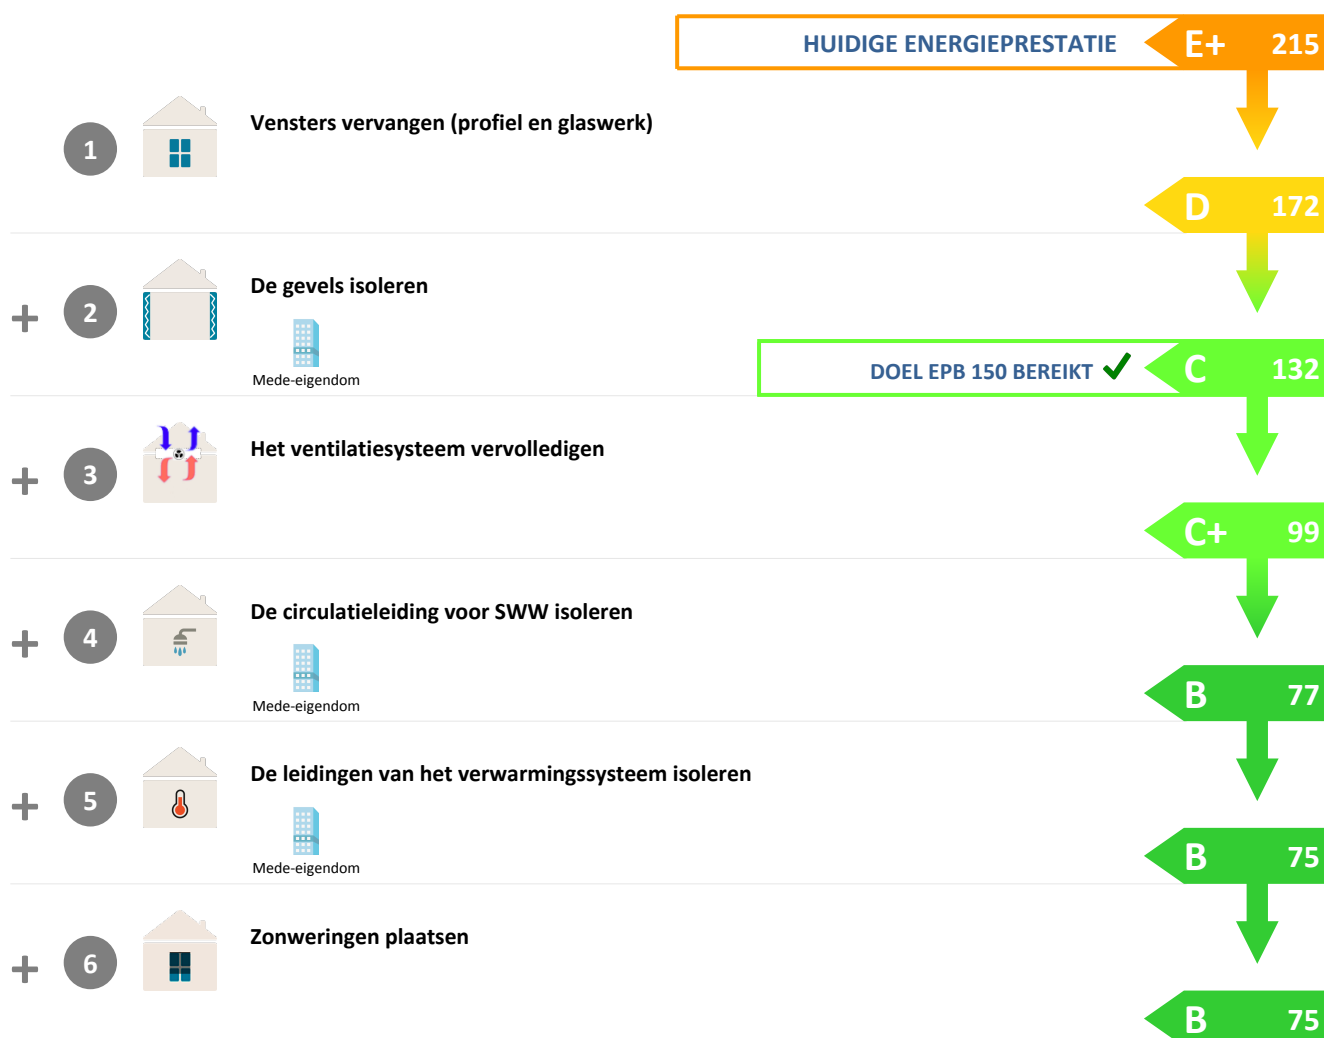 HUIDIGE ENERGIEPRESTATIE E+ 215
1 Vensters vervangen (profiel en glaswerk)
D 172
+ 2 De gevels isoleren
Mede-eigendom
DOEL EPB 150 BEREIKT ✔ C 132
+ 3 Het ventilatiesysteem vervolledigen
C+ 99
+ 4 De circulatieleiding voor SWW isoleren
Mede-eigendom
B 77
+ 5 De leidingen van het verwarmingssysteem isoleren
Mede-eigendom
B 75
+ 6 Zonweringen plaatsen
B 75